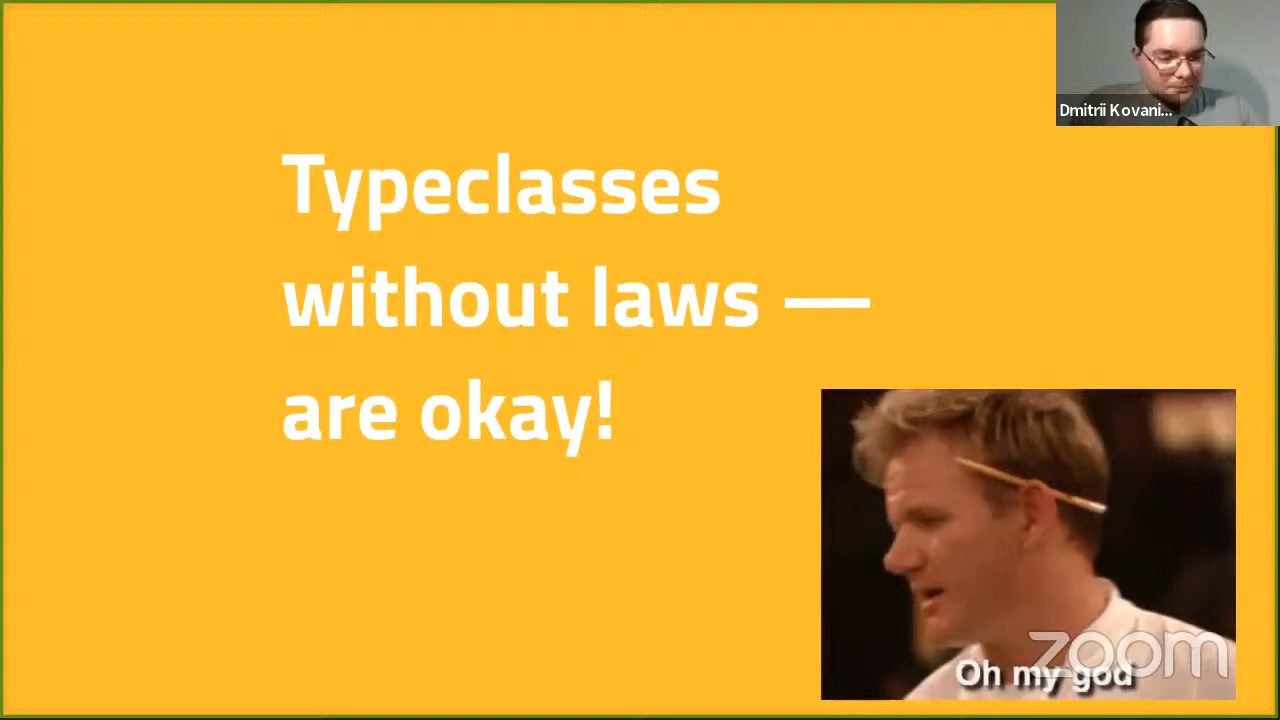 Typeclasses
without laws —
are okay!
Dmitrii Kovani...
zoom
Oh my god